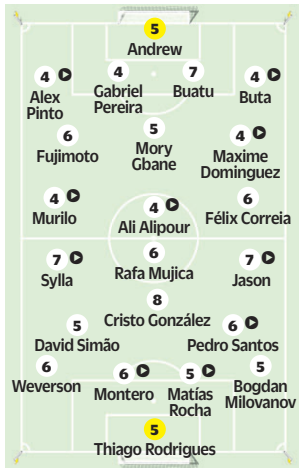 5
Andrew
4 4 7 4
Alex Pinto
Gabriel Pereira
Buatu
Buta
6 5 4
Fujimoto
Mory Gbane
Maxime Dominguez
4 4 6
Murilo
Ali Alipour
Félix Correia
7 6 7
Sylla
Rafa Mujica
Jason
8
Cristo González
5 6
David Simão
Pedro Santos
6 6 5 5
Weverson
Montero
Matías Rocha
Bogdan Milovanov
5
Thiago Rodrigues